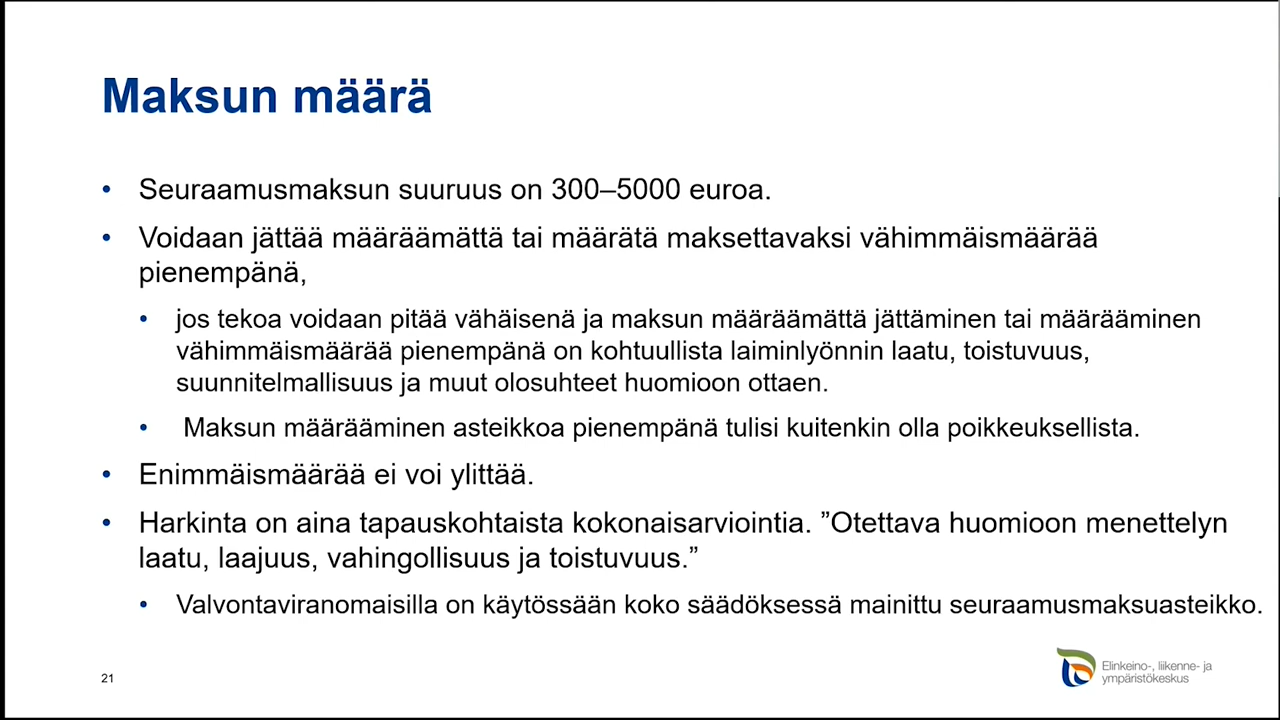 Maksun määrä
• Seuraamusmaksun suuruus on 300–5000 euroa.
• Voidaan jättää määräämättä tai määrätä maksettavaksi vähimmäismäärää
pienempänä,
• jos tekoa voidaan pitää vähäisenä ja maksun määräämättä jättäminen tai määrääminen
vähimmäismäärää pienempänä on kohtuullista laiminlyönnin laatu, toistuvuus,
suunnitelmallisuus ja muut olosuhteet huomioon ottaen.
• Maksun määrääminen asteikkoa pienempänä tulisi kuitenkin olla poikkeuksellista.
• Enimmäismäärää ei voi ylittää.
• Harkinta on aina tapauskohtaista kokonaisarviointia. ”Otettava huomioon menettelyn
laatu, laajuus, vahingollisuus ja toistuvuus.”
• Valvontaviranomaisilla on käytössään koko säädöksessä mainittu seuraamusmaksuasteikko.
21
Elinkeino-, liikenne- ja
ympäristökeskus